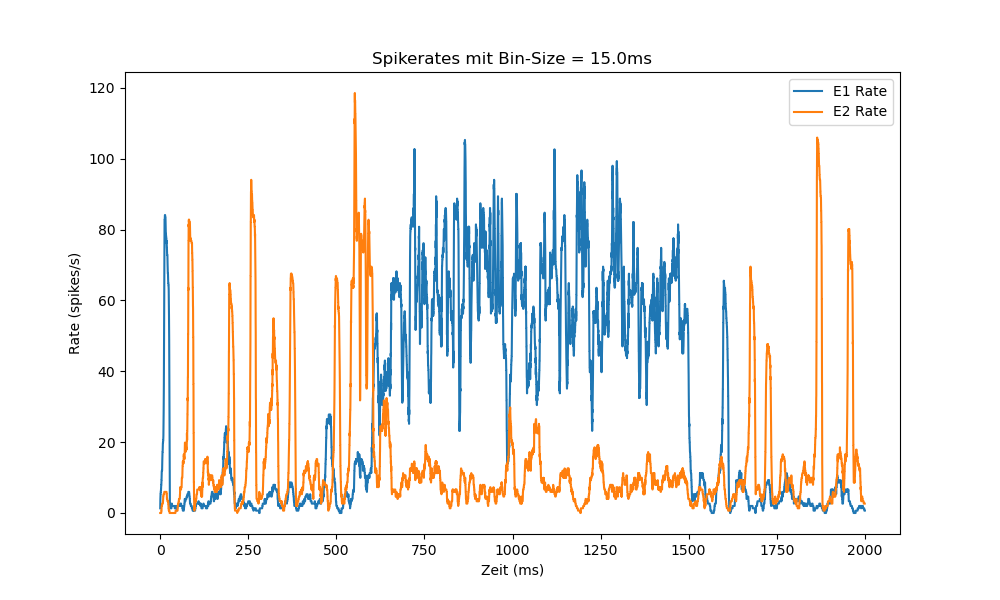 Spikerates mit Bin-Size = 15.0ms
E1 Rate
E2 Rate
120
100
80
60
40
20
0
Rate (spikes/s)
0 250 500 750 1000 1250 1500 1750 2000
Zeit (ms)